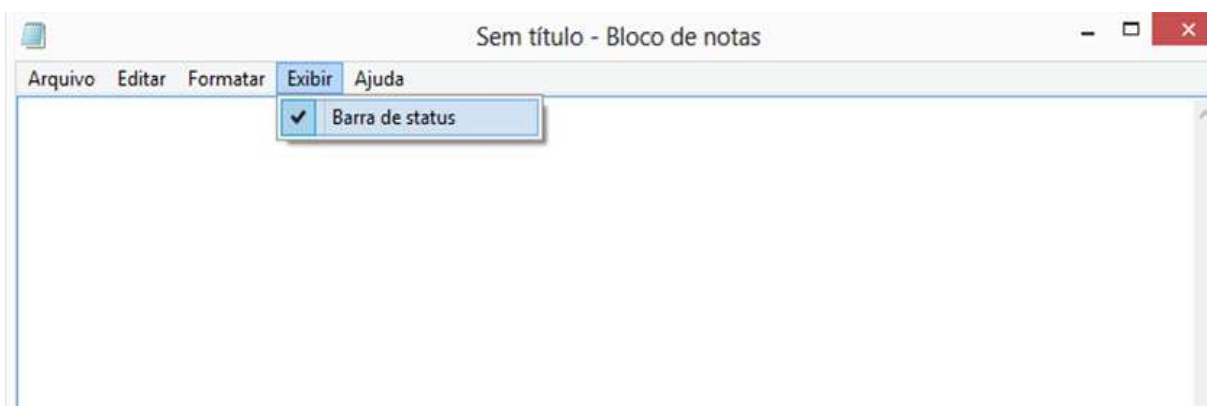 Sem título - Bloco de notas
Arquivo Editar Formatar Exibir Ajuda
Barra de status